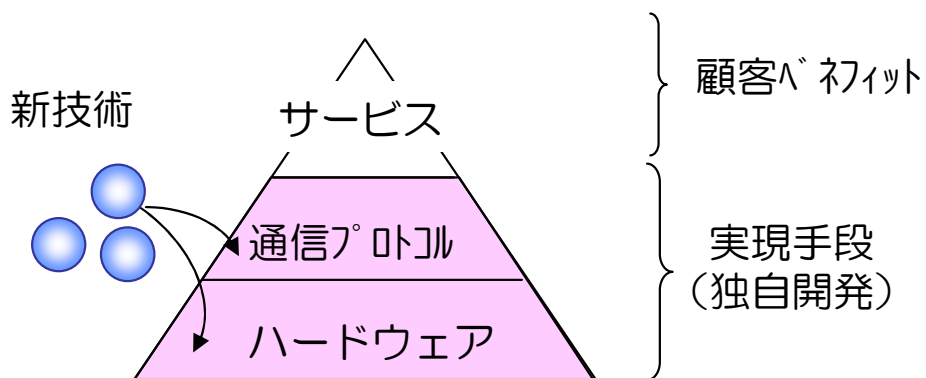 顧客ﾍﾞﾈﾌｨｯﾄ
新技術
サービス
通信ﾌﾟﾛﾄｺﾙ
実現手段
（独自開発）
ハードウェア